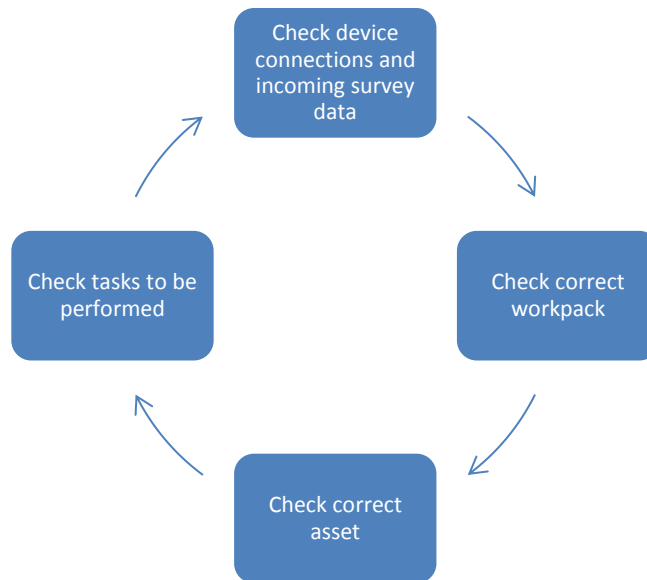 Check device
connections and
incoming survey
data
Check correct
workpack
Check correct
asset
Check tasks to be
performed